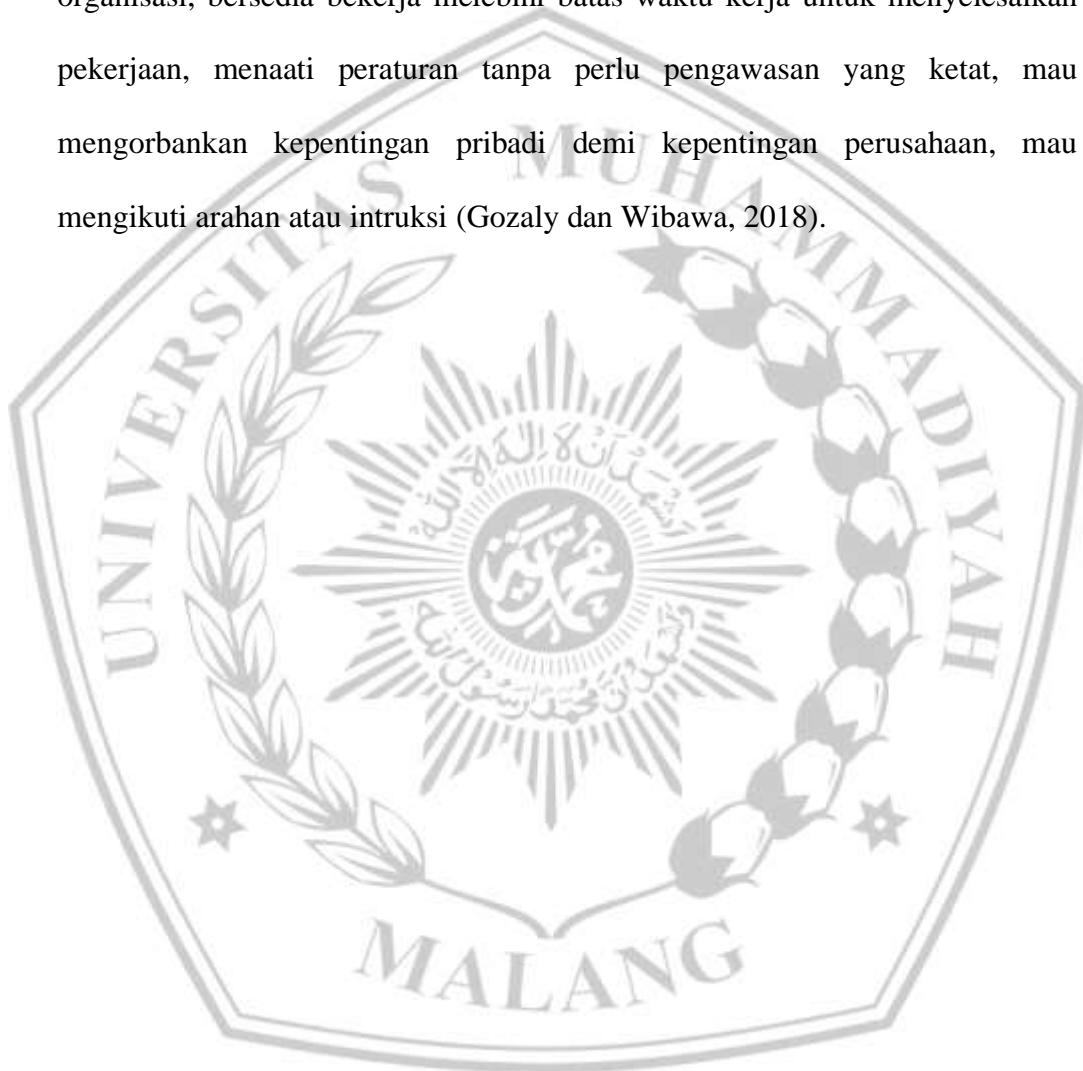 organisasi, bersedia bekerja melebihi batas waktu kerja untuk menyelesaikan
pekerjaan, menaati peraturan tanpa perlu pengawasan yang ketat, mau
mengorbankan kepentingan pribadi demi kepentingan perusahaan, mau
mengikuti arahan atau intruksi (Gozaly dan Wibawa, 2018).
UNIVERSITAS MUHAMMADIYAH
MALANG